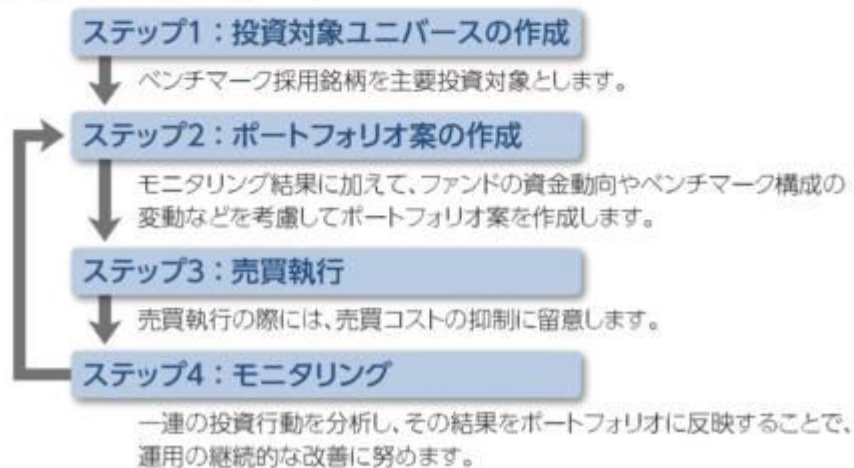 ステップ1：投資対象ユニバースの作成
ベンチマーク採用銘柄を主要投資対象とします。
ステップ2：ポートフォリオ案の作成
モニタリング結果に加えて、ファンドの資金動向やベンチマーク構成の
変動などを考慮してポートフォリオ案を作成します。
ステップ3：売買執行
売買執行の際には、売買コストの抑制に留意します。
ステップ4：モニタリング
一連の投資行動を分析し、その結果をポートフォリオに反映することで、
運用の継続的な改善に努めます。